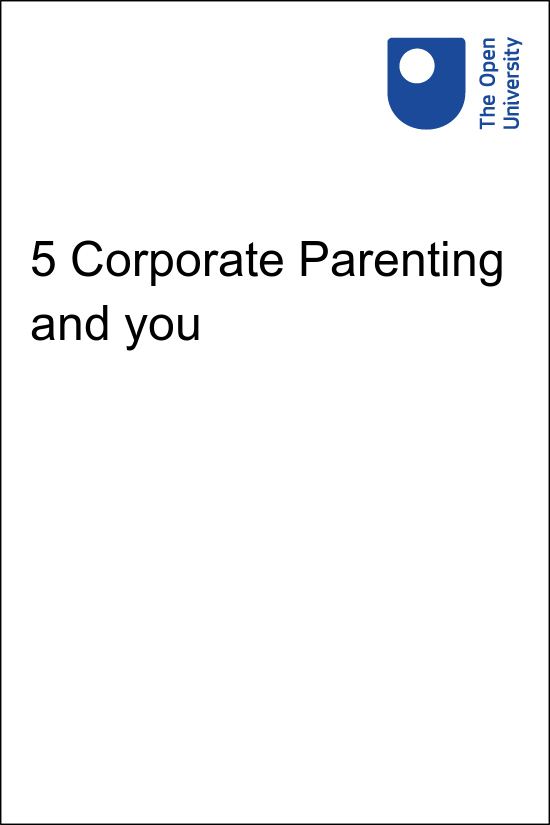 The Open
University
5 Corporate Parenting
and you